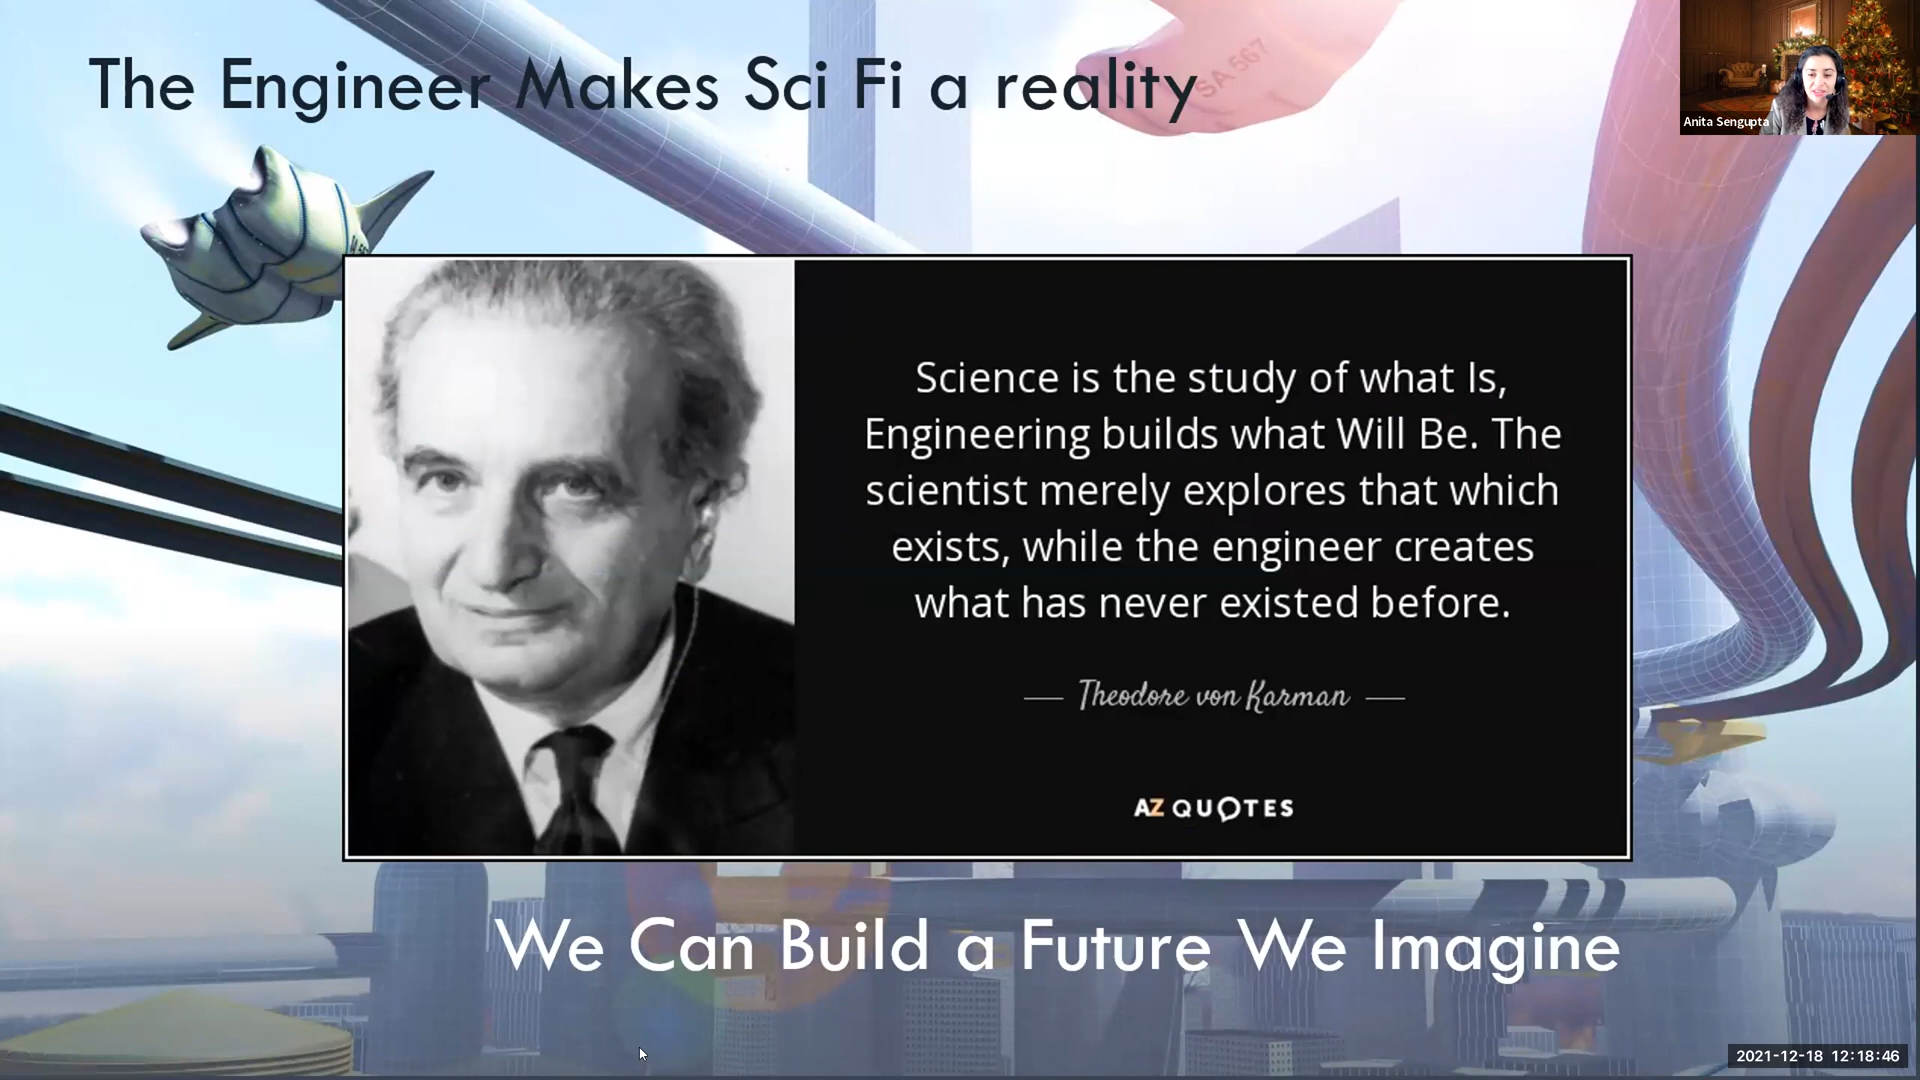 The Engineer Makes Sci Fi a reality
SA 567
Anita Sengupta
Science is the study of what Is,
Engineering builds what Will Be. The
scientist merely explores that which
exists, while the engineer creates
what has never existed before.
Theodore von Karman
AZ QUOTES
We Can Build a Future We Imagine
2021-12-18 12:18:46